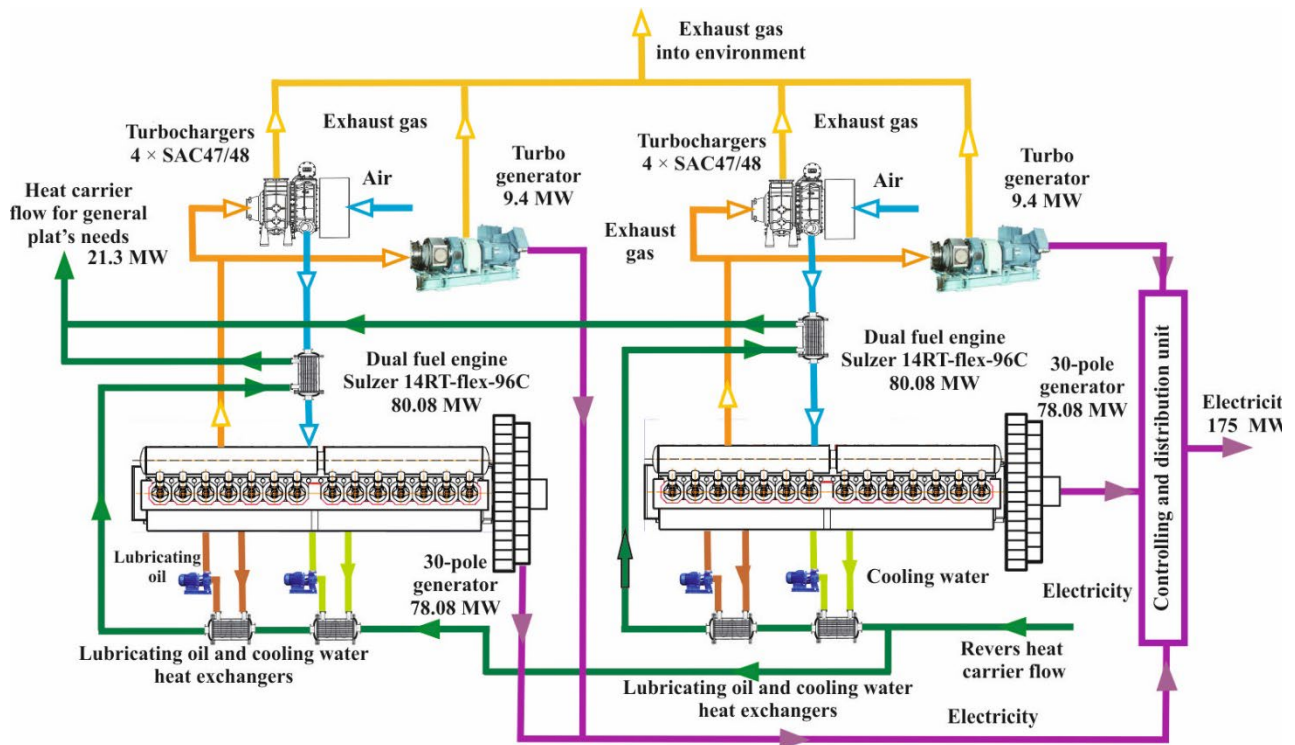 Exhaust gas
into environment
Turbochargers
4 × SAC47/48
Exhaust gas
Turbo
generator
9.4 MW
Air
Heat carrier
flow for general
plat's needs
21.3 MW
Turbochargers
4 × SAC47/48
Exhaust gas
Turbo
generator
9.4 MW
Air
Exhaust
gas
Dual fuel engine
Sulzer 14RT-flex-96C
80.08 MW
Dual fuel engine
Sulzer 14RT-flex-96C
80.08 MW
30-pole
generator
78.08 MW
Controlling and distribution unit
Electricit
175 MW
Lubricating
oil
30-pole
generator
78.08 MW
Cooling water
Electricity
Lubricating oil and cooling water
heat exchangers
Lubricating oil and cooling water
heat exchangers
Revers heat
carrier flow
Electricity